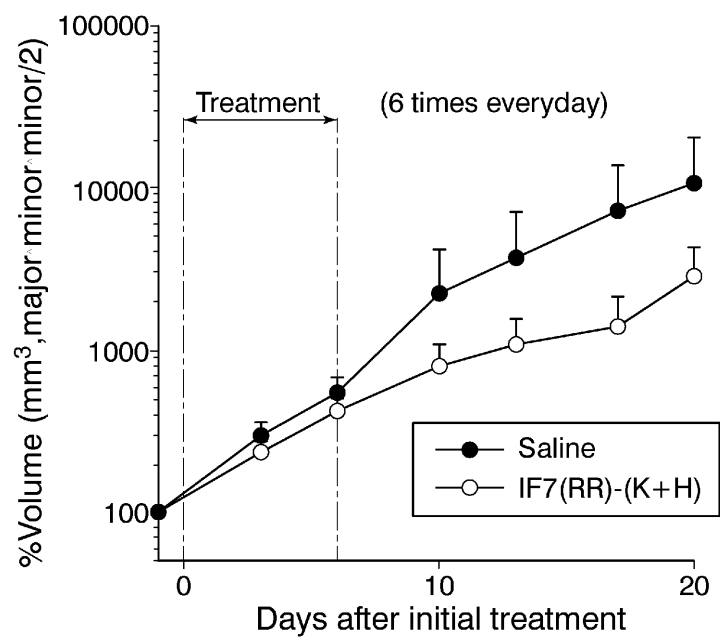 100000
Treatment
(6 times everyday)
10000
1000
100
%Volume (mm³,major^minor^minor/2)
Saline
IF7(RR)-(K+H)
0
10
20
Days after initial treatment